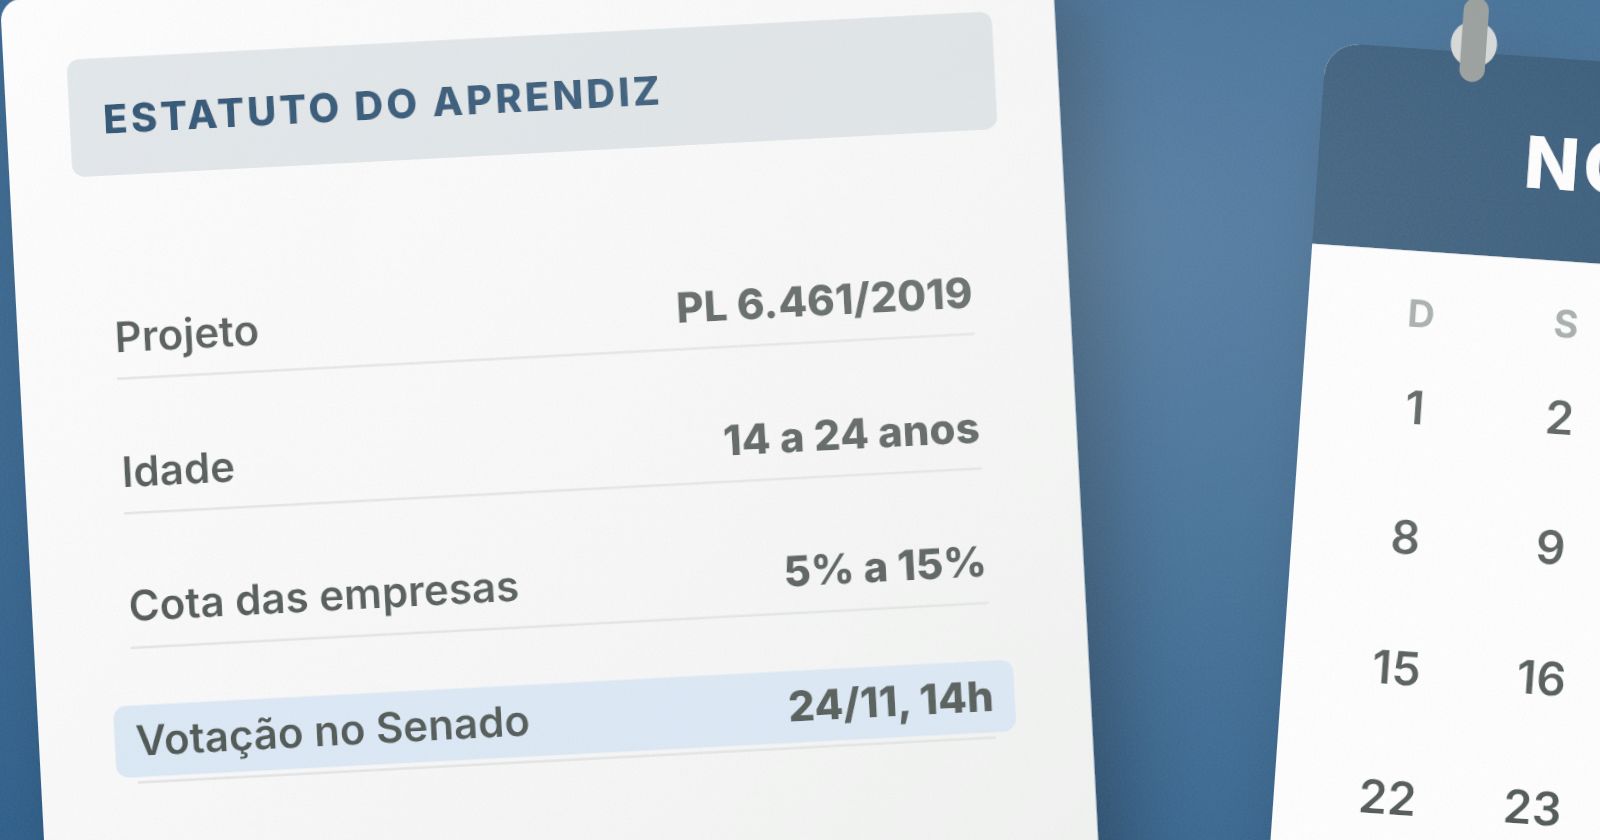 ESTATUTO DO APRENDIZ
Projeto PL 6.461/2019
Idade 14 a 24 anos
Cota das empresas 5% a 15%
Votação no Senado 24/11, 14h
D S
1 2
8 9
15 16
22 23